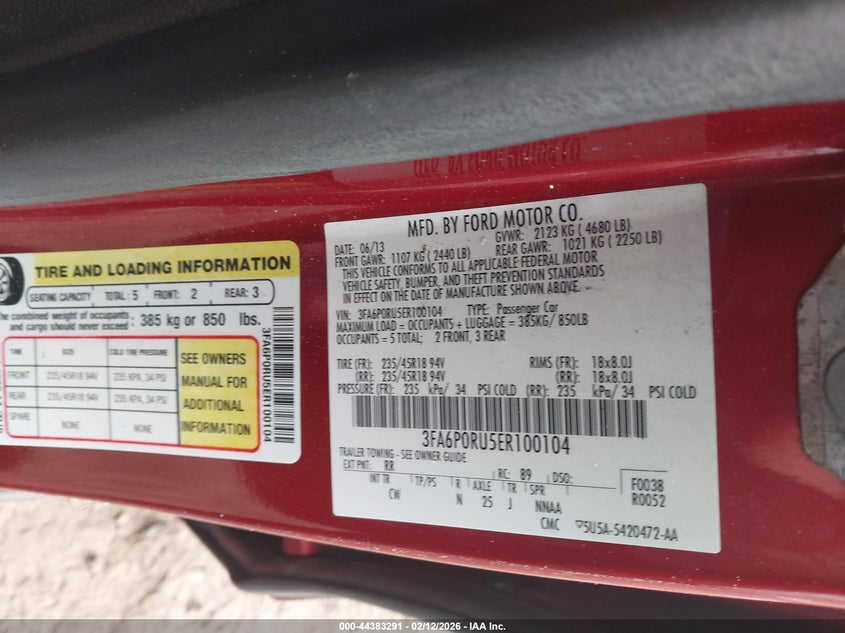 TIRE AND LOADING INFORMATION
SEATING CAPACITY TOTAL: 5 FRONT: 2 REAR: 3
The combined weight of occupants
and cargo should never exceed 385 kg or 850 lbs.
TIRE SIZE COLD TIRE PRESSURE
FRONT 235/45R18 94V 235 KPA, 34 PSI
REAR 235/45R18 94V 235 KPA, 34 PSI
SPARE NONE NONE
SEE OWNERS
MANUAL FOR
ADDITIONAL
INFORMATION
3FA6P0RU5ER100104
MFD. BY FORD MOTOR CO.
DATE: 06/13 GVWR: 2123 KG ( 4680 LB)
FRONT GAWR: 1107 KG ( 2440 LB) REAR GAWR: 1021 KG ( 2250 LB)
THIS VEHICLE CONFORMS TO ALL APPLICABLE FEDERAL MOTOR
VEHICLE SAFETY, BUMPER, AND THEFT PREVENTION STANDARDS
IN EFFECT ON THE DATE OF MANUFACTURE SHOWN ABOVE.
VIN: 3FA6P0RU5ER100104 TYPE: Passenger Car
MAXIMUM LOAD = OCCUPANTS + LUGGAGE = 385KG/ 850LB
OCCUPANTS = 5 TOTAL; 2 FRONT, 3 REAR
TIRE (FR): 235/45R18 94V RIMS (FR): 18x8.0J
(RR): 235/45R18 94V (RR): 18x8.0J
PRESSURE (FR): 235 kPa/ 34 PSI COLD (RR): 235 kPa/ 34 PSI COLD
3FA6P0RU5ER100104
TRAILER TOWING - SEE OWNER GUIDE
EXT PNT: RR RC: 89 DSO: F0038
R0052
INT TR TP/PS R AXLE TR SPR
CW N 25 J NNAA
CMC 5U5A-5420472-AA
000-44383291 - 02/12/2026 - IAA Inc.